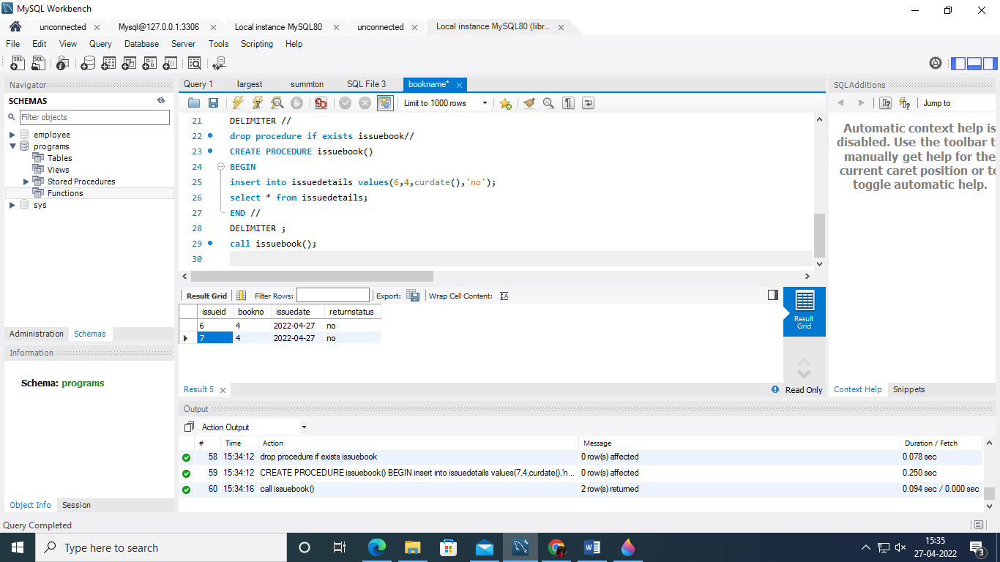 MySQL Workbench
unconnected
Mysql@127.0.0.1:3306
Local instance MySQL80
unconnected
Local instance MySQL80 (libr...
File Edit View Query Database Server Tools Scripting Help
Navigator
SCHEMAS
Filter objects
employee
programs
Tables
Views
Stored Procedures
Functions
sys
Administration Schemas
Information
Schema: programs
Object Info Session
Query 1 largest summton SQL File 3 bookname*
Limit to 1000 rows
21 DELIMITER //
22 drop procedure if exists issuebook//
23 CREATE PROCEDURE issuebook()
24 BEGIN
25 insert into issuedetails values(6,4,curdate(),'no');
26 select * from issuedetails;
27 END //
28 DELIMITER ;
29 call issuebook();
30
Result Grid Filter Rows: Export: Wrap Cell Content:
issueid bookno issuedate returnstatus
6 4 2022-04-27 no
7 4 2022-04-27 no
Result Grid
Result 5
Read Only
SQLAdditions
Jump to
Automatic context help is
disabled. Use the toolbar t
manually get help for the
current caret position or to
toggle automatic help.
Context Help Snippets
Output
Action Output
# Time Action Message Duration / Fetch
58 15:34:12 drop procedure if exists issuebook 0 row(s) affected 0.078 sec
59 15:34:12 CREATE PROCEDURE issuebook() BEGIN insert into issuedetails values(7,4,curdate(),'n... 0 row(s) affected 0.250 sec
60 15:34:16 call issuebook() 2 row(s) returned 0.094 sec / 0.000 sec
Query Completed
Type here to search
15:35
27-04-2022
3